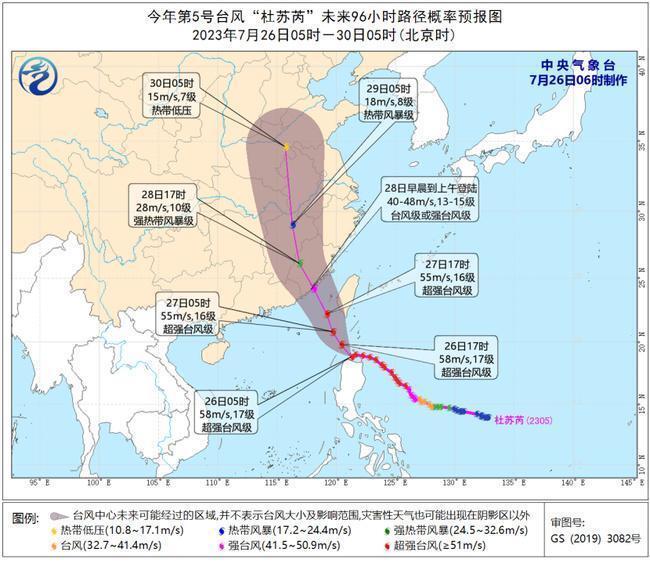 今年第5号台风“杜苏芮”未来96小时路径概率预报图
2023年7月26日05时—30日05时(北京时)
中央气象台
7月26日06时制作
30日05时
15m/s,7级
热带低压
29日05时
18m/s,8级
热带风暴级
28日17时
28m/s,10级
强热带风暴级
28日早晨到上午登陆
40-48m/s,13-15级
台风级或强台风级
27日17时
55m/s,16级
超强台风级
27日05时
55m/s,16级
超强台风级
26日17时
58m/s,17级
超强台风级
26日05时
58m/s,17级
超强台风级
杜苏芮(2305)
35°N
30°N
25°N
20°N
15°N
10°N
95°E 100°E 105°E 110°E 115°E 120°E 125°E 130°E 135°E 140°E 145°E
图例:
台风中心未来可能经过的区域,并不表示台风大小及影响范围,灾害性天气也可能出现在阴影区以外
热带低压(10.8~17.1m/s) 热带风暴(17.2~24.4m/s) 强热带风暴(24.5~32.6m/s)
台风(32.7~41.4m/s) 强台风(41.5~50.9m/s) 超强台风(≥51m/s)
审图号:
GS (2019) 3082号